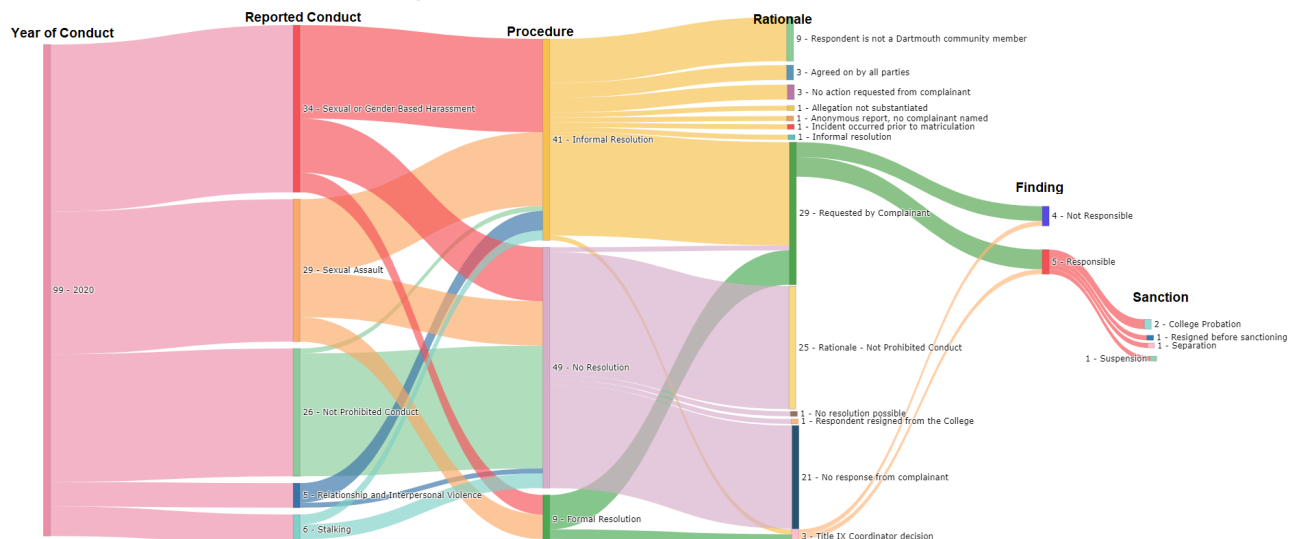 Year of Conduct
99 - 2020
Reported Conduct
34 - Sexual or Gender Based Harassment
29 - Sexual Assault
26 - Not Prohibited Conduct
5 - Relationship and Interpersonal Violence
6 - Stalking
Procedure
41 - Informal Resolution
49 - No Resolution
9 - Formal Resolution
Rationale
9 - Respondent is not a Dartmouth community member
3 - Agreed on by all parties
3 - No action requested from complainant
1 - Allegation not substantiated
1 - Anonymous report, no complainant named
1 - Incident occurred prior to matriculation
1 - Informal resolution
29 - Requested by Complainant
25 - Rationale - Not Prohibited Conduct
1 - No resolution possible
1 - Respondent resigned from the College
21 - No response from complainant
3 - Title IX Coordinator decision
Finding
4 - Not Responsible
5 - Responsible
Sanction
2 - College Probation
1 - Resigned before sanctioning
1 - Separation
1 - Suspension